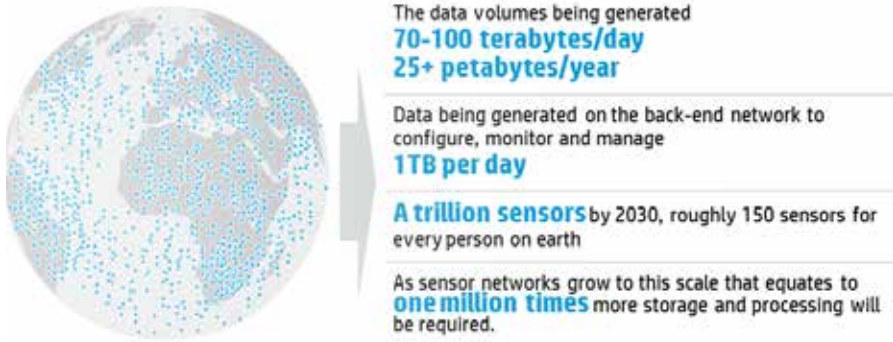 The data volumes being generated
70-100 terabytes/day
25+ petabytes/year
Data being generated on the back-end network to
configure, monitor and manage
1TB per day
A trillion sensors by 2030, roughly 150 sensors for
every person on earth
As sensor networks grow to this scale that equates to
one million times more storage and processing will
be required.